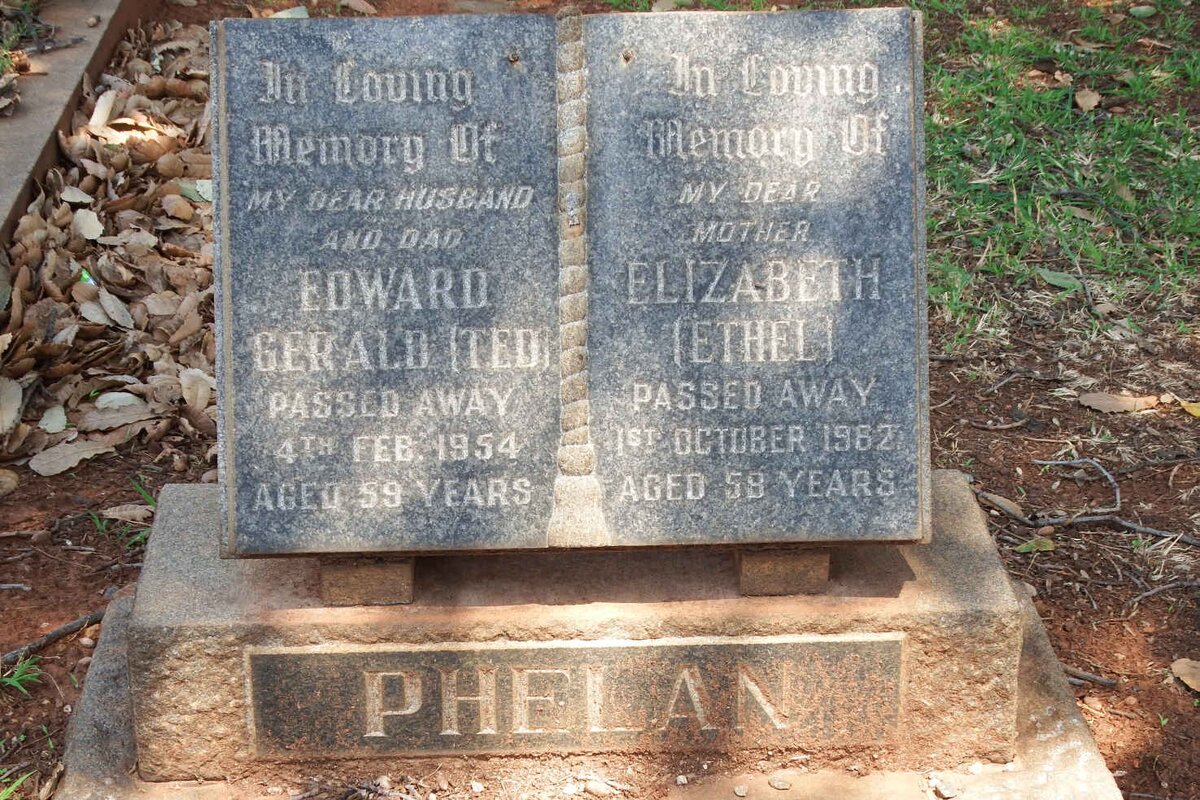 In Loving
Memory Of
MY DEAR HUSBAND
AND DAD
EDWARD
GERALD (TED)
PASSED AWAY
4TH FEB. 1954
AGED 59 YEARS
In Loving
Memory Of
MY DEAR
MOTHER
ELIZABETH
(ETHEL)
PASSED AWAY
1ST OCTOBER 1962
AGED 58 YEARS
PHELAN